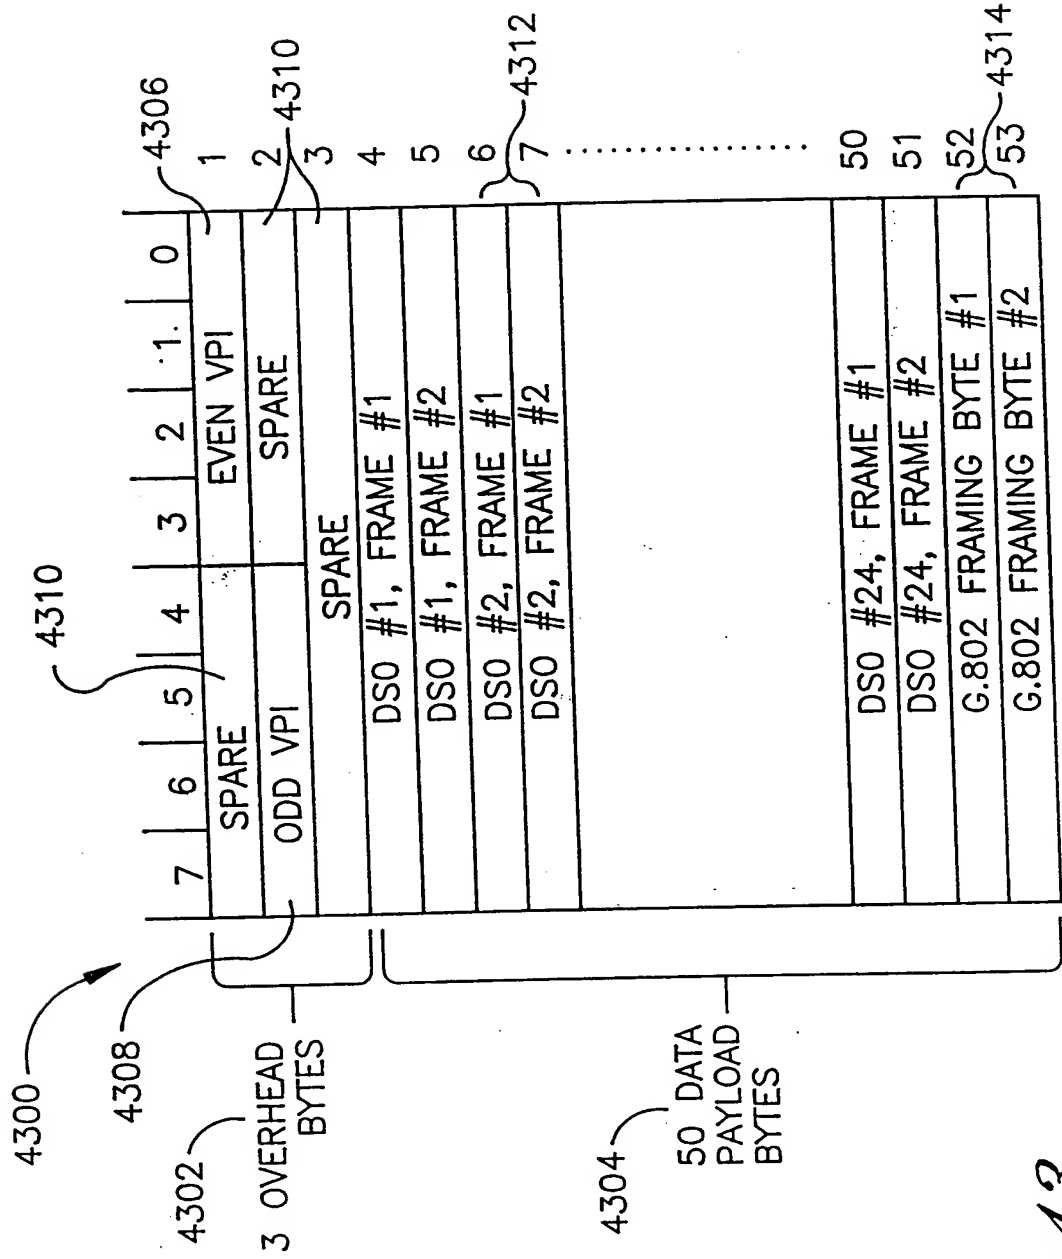 4300
4308
4310
4306
7 6 5 4 3 2 1 0
4302
3 OVERHEAD
BYTES
SPARE EVEN VPI 1
ODD VPI SPARE 2
4310
SPARE 3
DSO #1, FRAME #1 4
DSO #1, FRAME #2 5
DSO #2, FRAME #1 6
4312
DSO #2, FRAME #2 7
4304
50 DATA
PAYLOAD
BYTES
DSO #24, FRAME #1 50
DSO #24, FRAME #2 51
G.802 FRAMING BYTE #1 52
4314
G.802 FRAMING BYTE #2 53